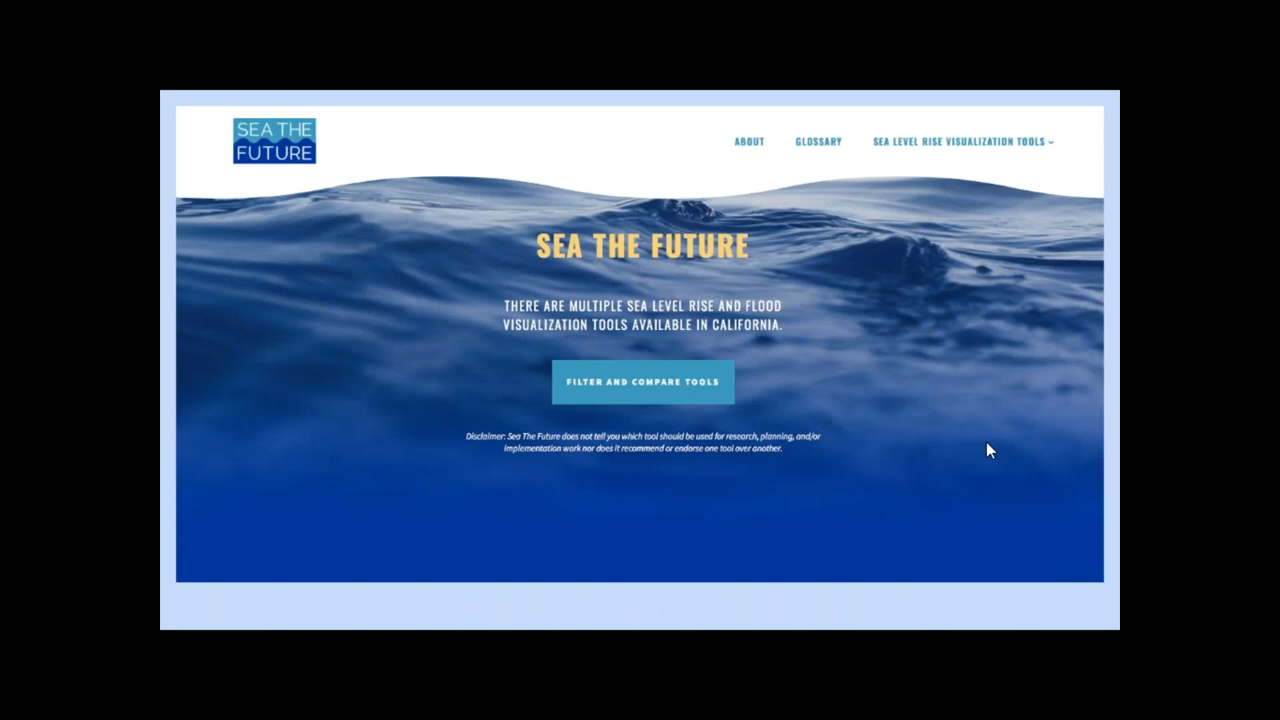 SEA THE
FUTURE
ABOUT
GLOSSARY
SEA LEVEL RISE VISUALIZATION TOOLS
SEA THE FUTURE
THERE ARE MULTIPLE SEA LEVEL RISE AND FLOOD
VISUALIZATION TOOLS AVAILABLE IN CALIFORNIA.
FILTER AND COMPARE TOOLS
Disclaimer: Sea The Future does not tell you which tool should be used for research, planning, and/or
implementation work nor does it recommend or endorse one tool over another.